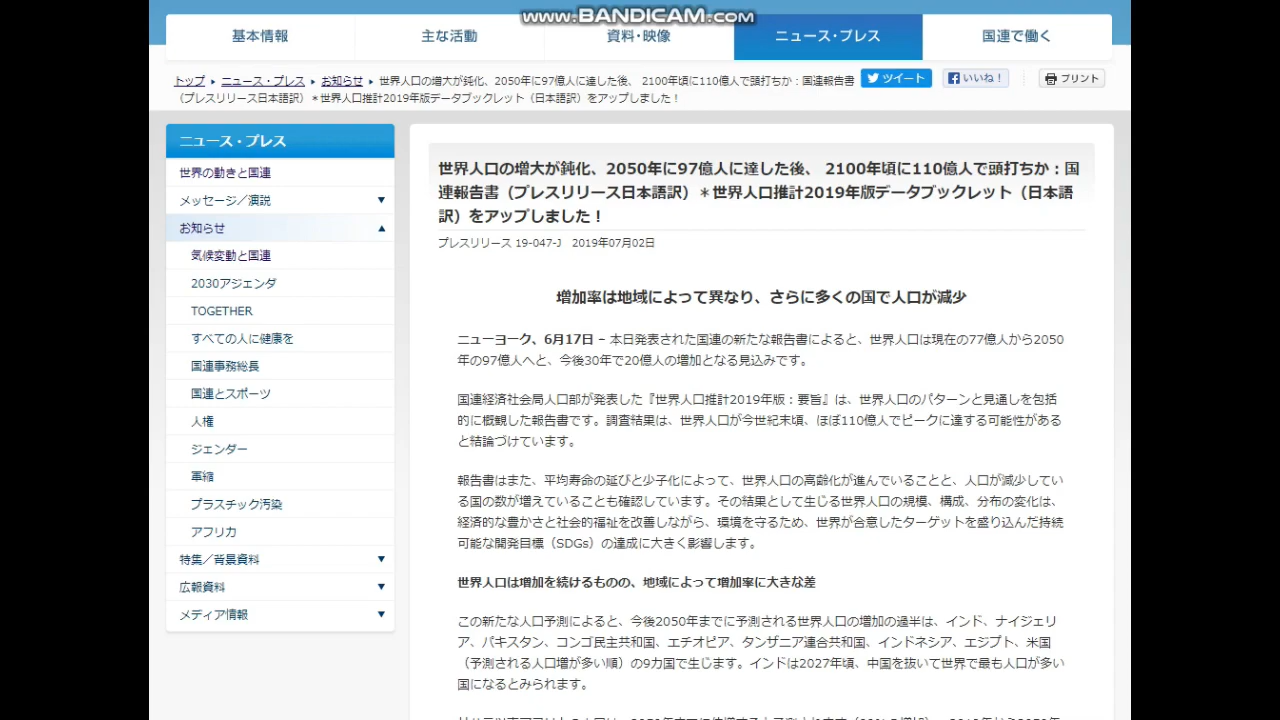 www.BANDICAM.com
基本情報
主な活動
資料・映像
ニュース・プレス
国連で働く
トップ ▸ ニュース・プレス ▸ お知らせ ▸ 世界人口の増大が鈍化、2050年に97億人に達した後、 2100年頃に110億人で頭打ちか：国連報告書
（プレスリリース日本語訳）＊世界人口推計2019年版データブックレット（日本語訳）をアップしました！
ツイート
いいね！
プリント
ニュース・プレス
世界の動きと国連
メッセージ／演説 ▼
お知らせ ▲
気候変動と国連
2030アジェンダ
TOGETHER
すべての人に健康を
国連事務総長
国連とスポーツ
人権
ジェンダー
軍縮
プラスチック汚染
アフリカ
特集／背景資料 ▼
広報資料 ▼
メディア情報 ▼
世界人口の増大が鈍化、2050年に97億人に達した後、 2100年頃に110億人で頭打ちか：国
連報告書（プレスリリース日本語訳）＊世界人口推計2019年版データブックレット（日本語
訳）をアップしました！
プレスリリース 19-047-J 2019年07月02日
増加率は地域によって異なり、さらに多くの国で人口が減少
ニューヨーク、6月17日 – 本日発表された国連の新たな報告書によると、世界人口は現在の77億人から2050
年の97億人へと、今後30年で20億人の増加となる見込みです。
国連経済社会局人口部が発表した『世界人口推計2019年版：要旨』は、世界人口のパターンと見通しを包括
的に概観した報告書です。調査結果は、世界人口が今世紀末頃、ほぼ110億人でピークに達する可能性がある
と結論づけています。
報告書はまた、平均寿命の延びと少子化によって、世界人口の高齢化が進んでいることと、人口が減少してい
る国の数が増えていることも確認しています。その結果として生じる世界人口の規模、構成、分布の変化は、
経済的な豊かさと社会的福祉を改善しながら、環境を守るため、世界が合意したターゲットを盛り込んだ持続
可能な開発目標（SDGs）の達成に大きく影響します。
世界人口は増加を続けるものの、地域によって増加率に大きな差
この新たな人口予測によると、今後2050年までに予測される世界人口の増加の過半は、インド、ナイジェリ
ア、パキスタン、コンゴ民主共和国、エチオピア、タンザニア連合共和国、インドネシア、エジプト、米国
（予測される人口増が多い順）の9カ国で生じます。インドは2027年頃、中国を抜いて世界で最も人口が多い
国になるとみられます。